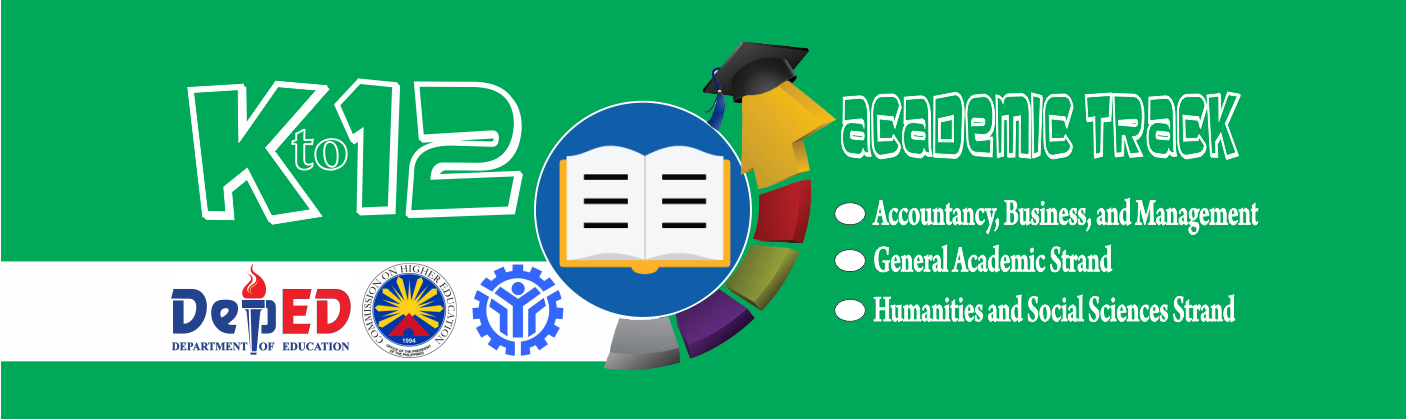 K to 12
DepED
DEPARTMENT OF EDUCATION
COMMISSION ON HIGHER EDUCATION
1994
OFFICE OF THE PRESIDENT
OF THE PHILIPPINES
ACADEMIC TRACK
Accountancy, Business, and Management
General Academic Strand
Humanities and Social Sciences Strand